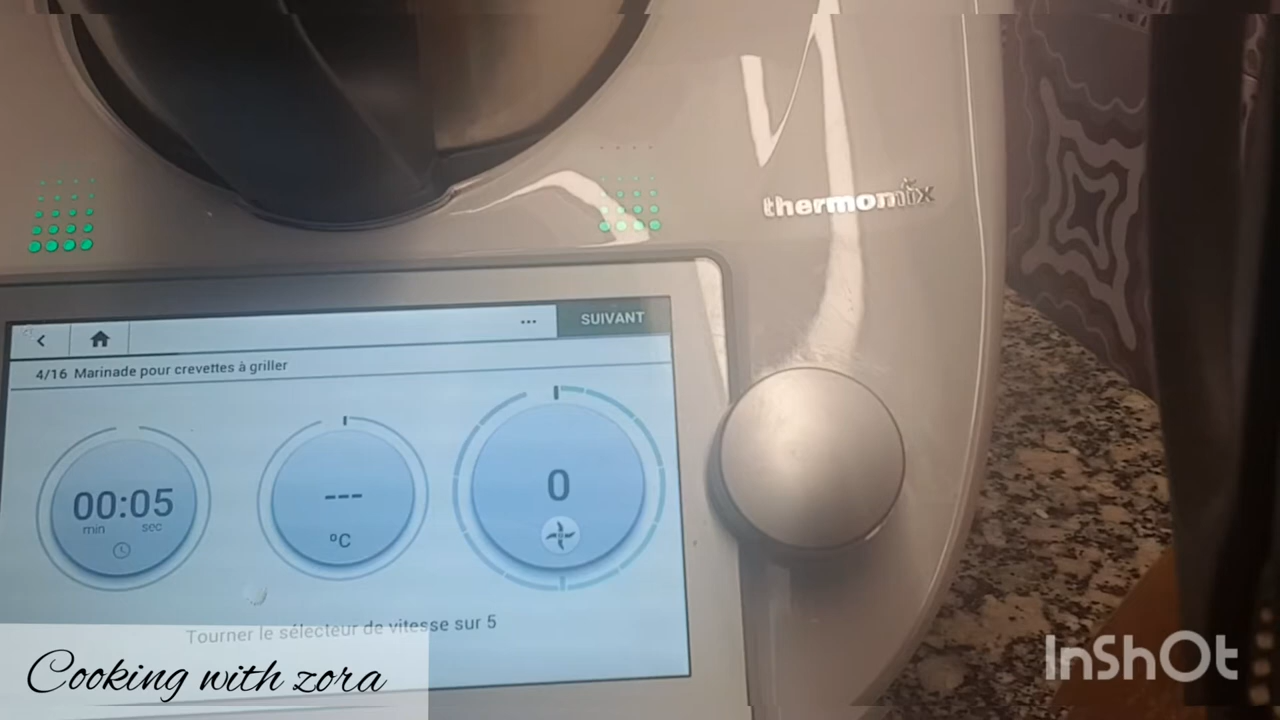 thermomix
SUIVANT
4/16 Marinade pour crevettes à griller
00:05
min sec
---
ºC
0
Tourner le sélecteur de vitesse sur 5
Cooking with zora
InShOt